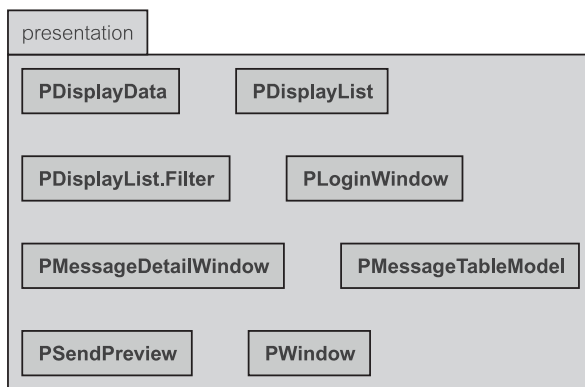 presentation
PDisplayData PDisplayList
PDisplayList.Filter PLoginWindow
PMessageDetailWindow PMessageTableModel
PSendPreview PWindow